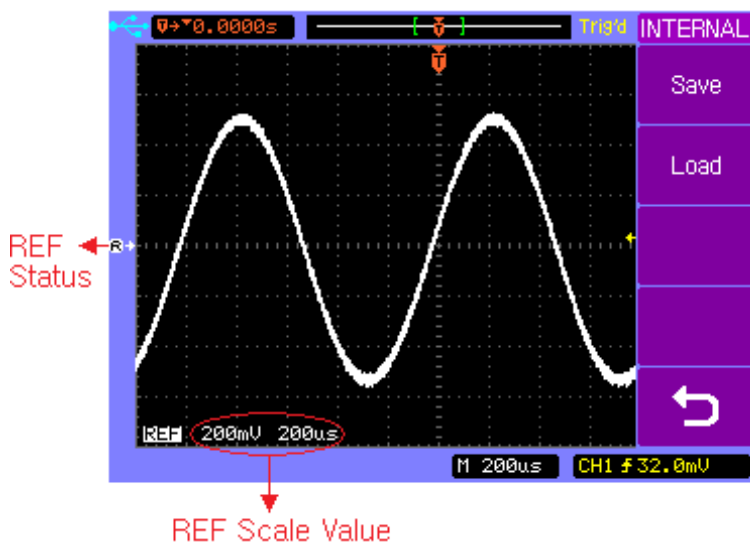 T→▼0.0000s
T
Trig'd
INTERNAL
T
Save
Load
REF
Status
R
REF 200mV 200us
M 200us
CH1 32.0mV
REF Scale Value